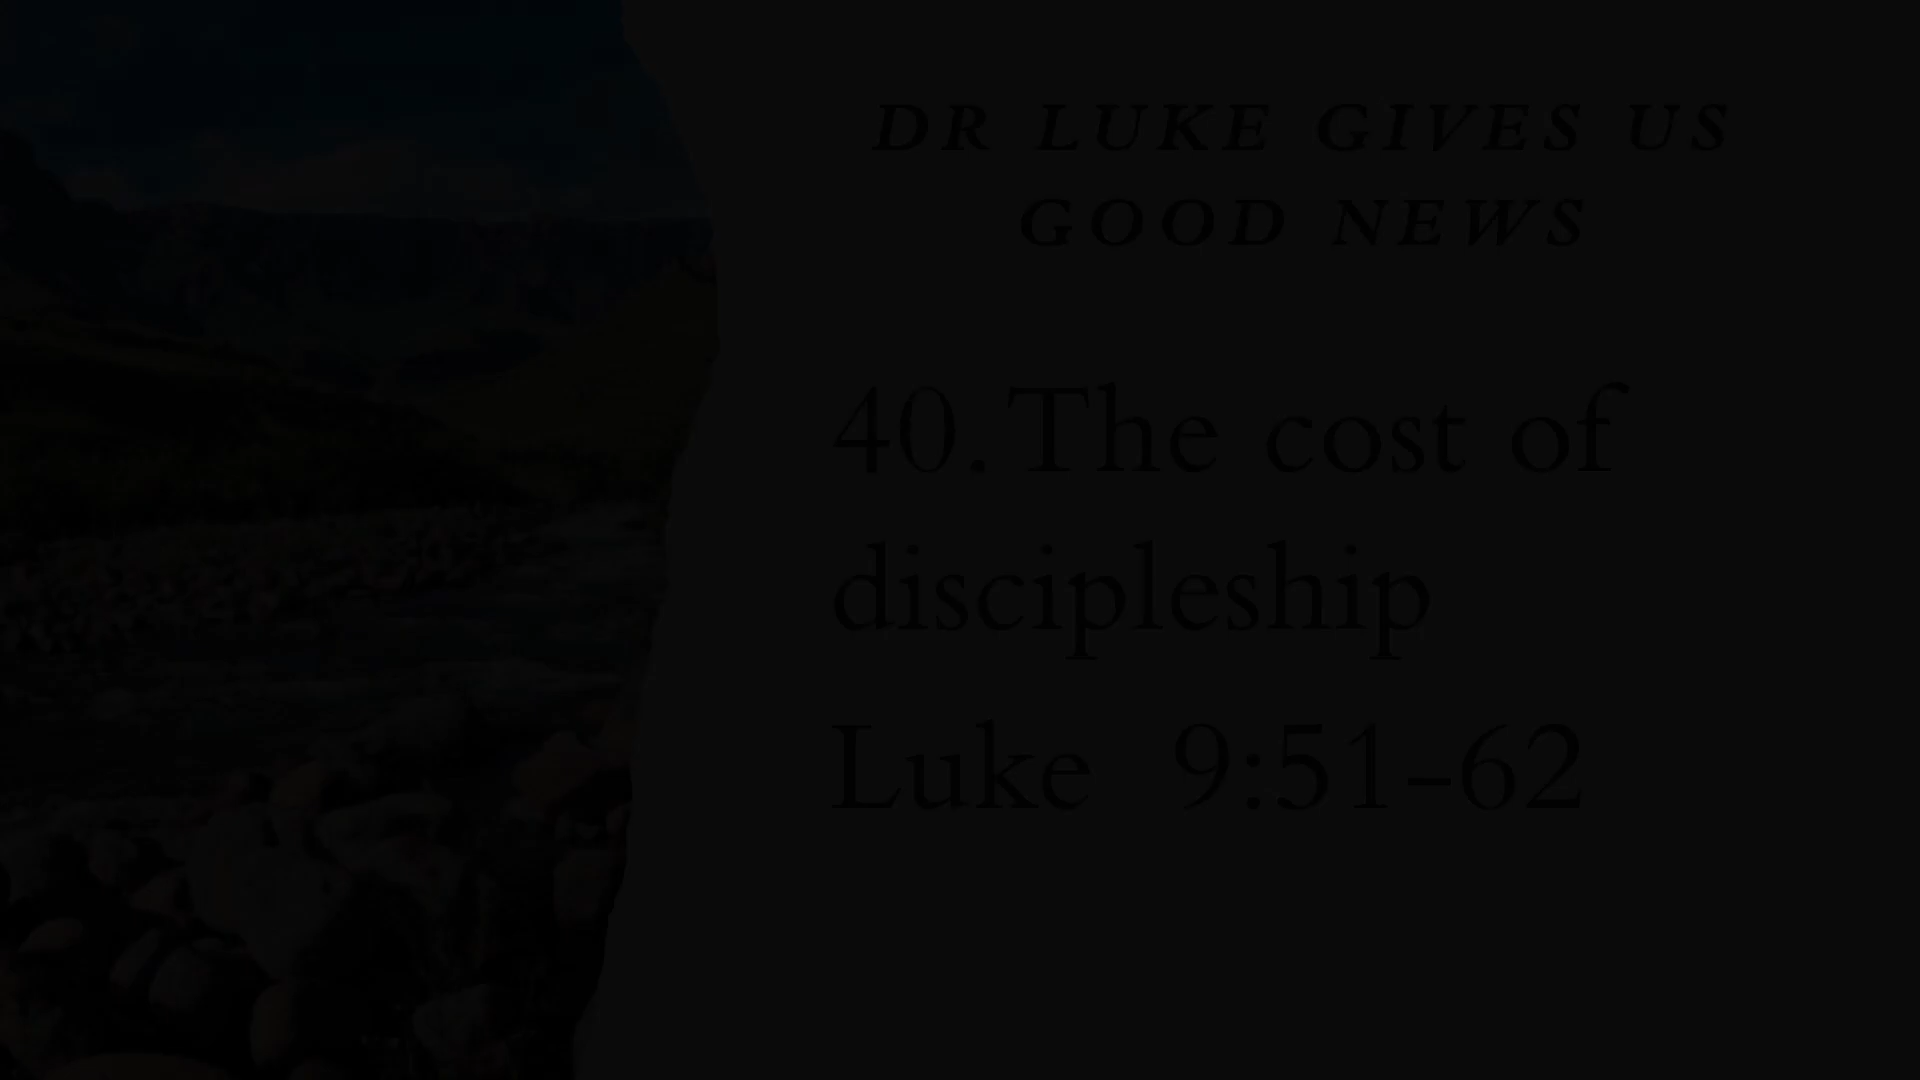 DR LUKE GIVES US
GOOD NEWS
40. The cost of
discipleship
Luke 9:51-62